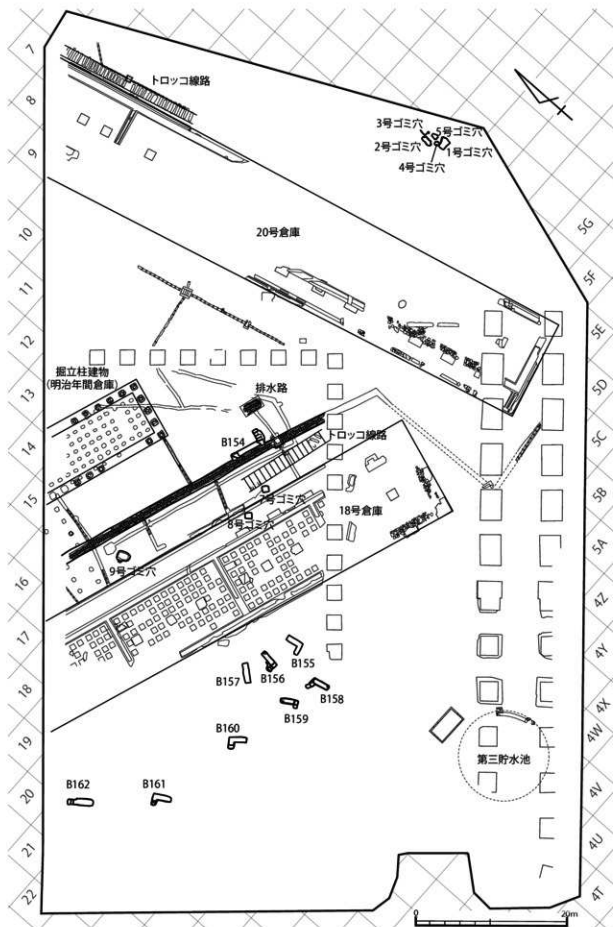 7
8
9
10
11
12
13
14
15
16
17
18
19
20
21
22
トロッコ線路
3号ゴミ穴
5号ゴミ穴
2号ゴミ穴
1号ゴミ穴
4号ゴミ穴
5G
5F
5E
5D
5C
5B
5A
4Z
4Y
4X
4W
4V
4U
4T
20号倉庫
掘立柱建物
(明治年間倉庫)
排水路
B154
トロッコ線路
7号ゴミ穴
8号ゴミ穴
18号倉庫
9号ゴミ穴
B155
B156
B157
B158
B159
B160
B162
B161
第三貯水池
0
20m